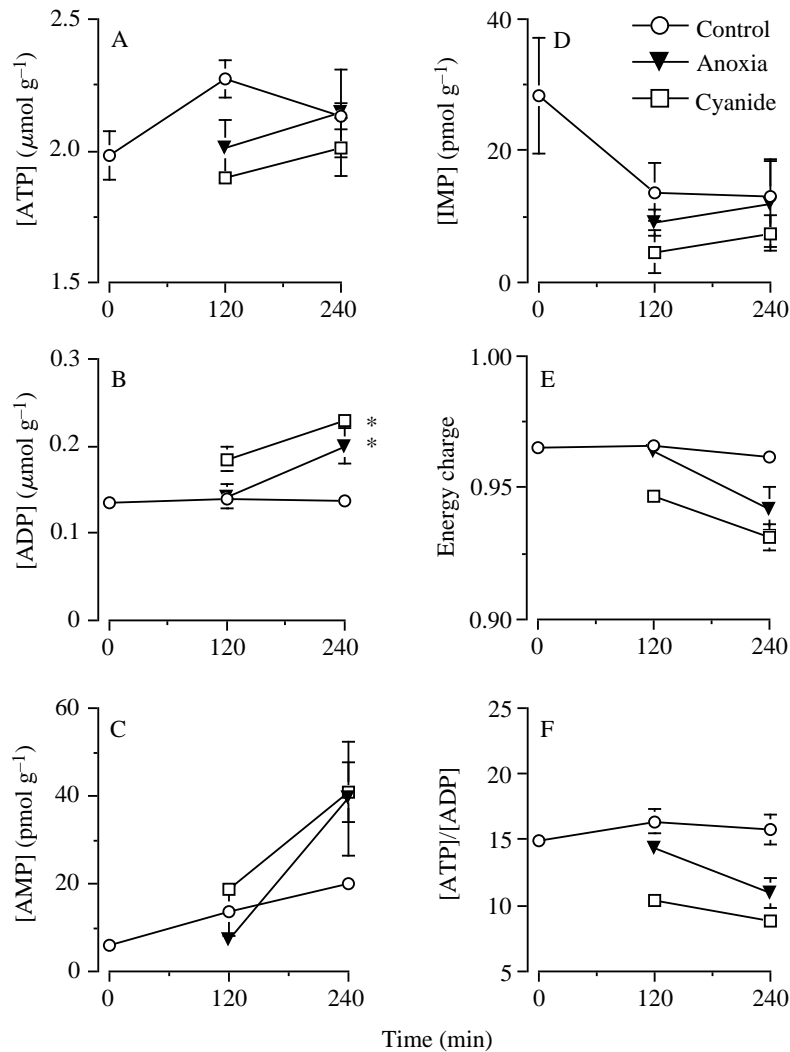 A
[ATP] (μmol g⁻¹)
2.5
2.0
1.5
0 120 240
D
Control
Anoxia
Cyanide
[IMP] (pmol g⁻¹)
40
20
0
0 120 240
B
[ADP] (μmol g⁻¹)
0.3
0.2
0.1
0
*
*
0 120 240
E
Energy charge
1.00
0.95
0.90
0 120 240
C
[AMP] (pmol g⁻¹)
60
40
20
0
0 120 240
F
[ATP]/[ADP]
25
20
15
10
5
0 120 240
Time (min)